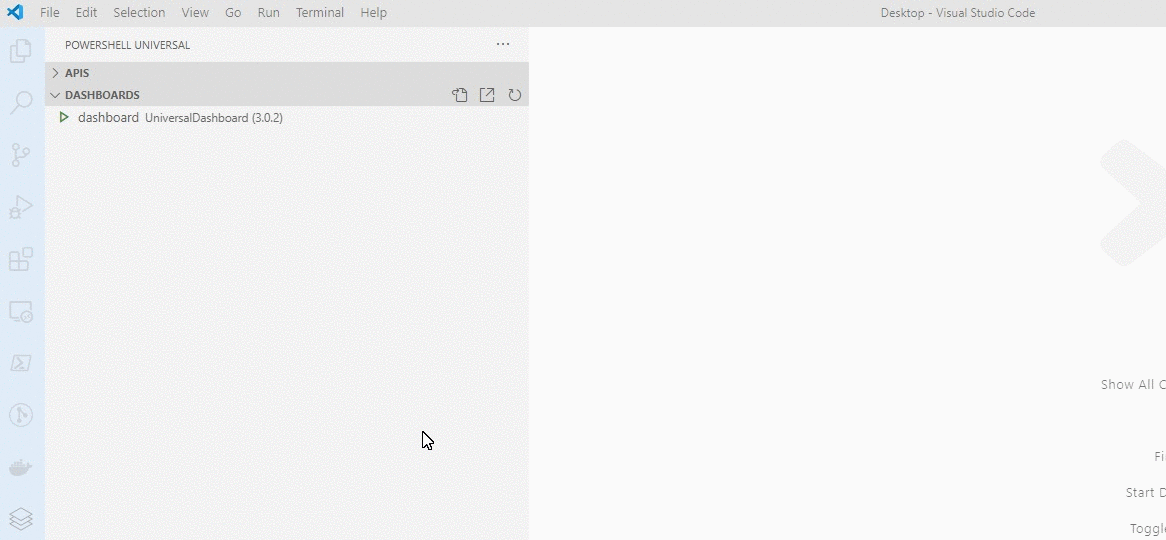 File Edit Selection View Go Run Terminal Help Desktop - Visual Studio Code
POWERSHELL UNIVERSAL
APIS
DASHBOARDS
dashboard UniversalDashboard (3.0.2)
Show All C
Fi
Start D
Toggle